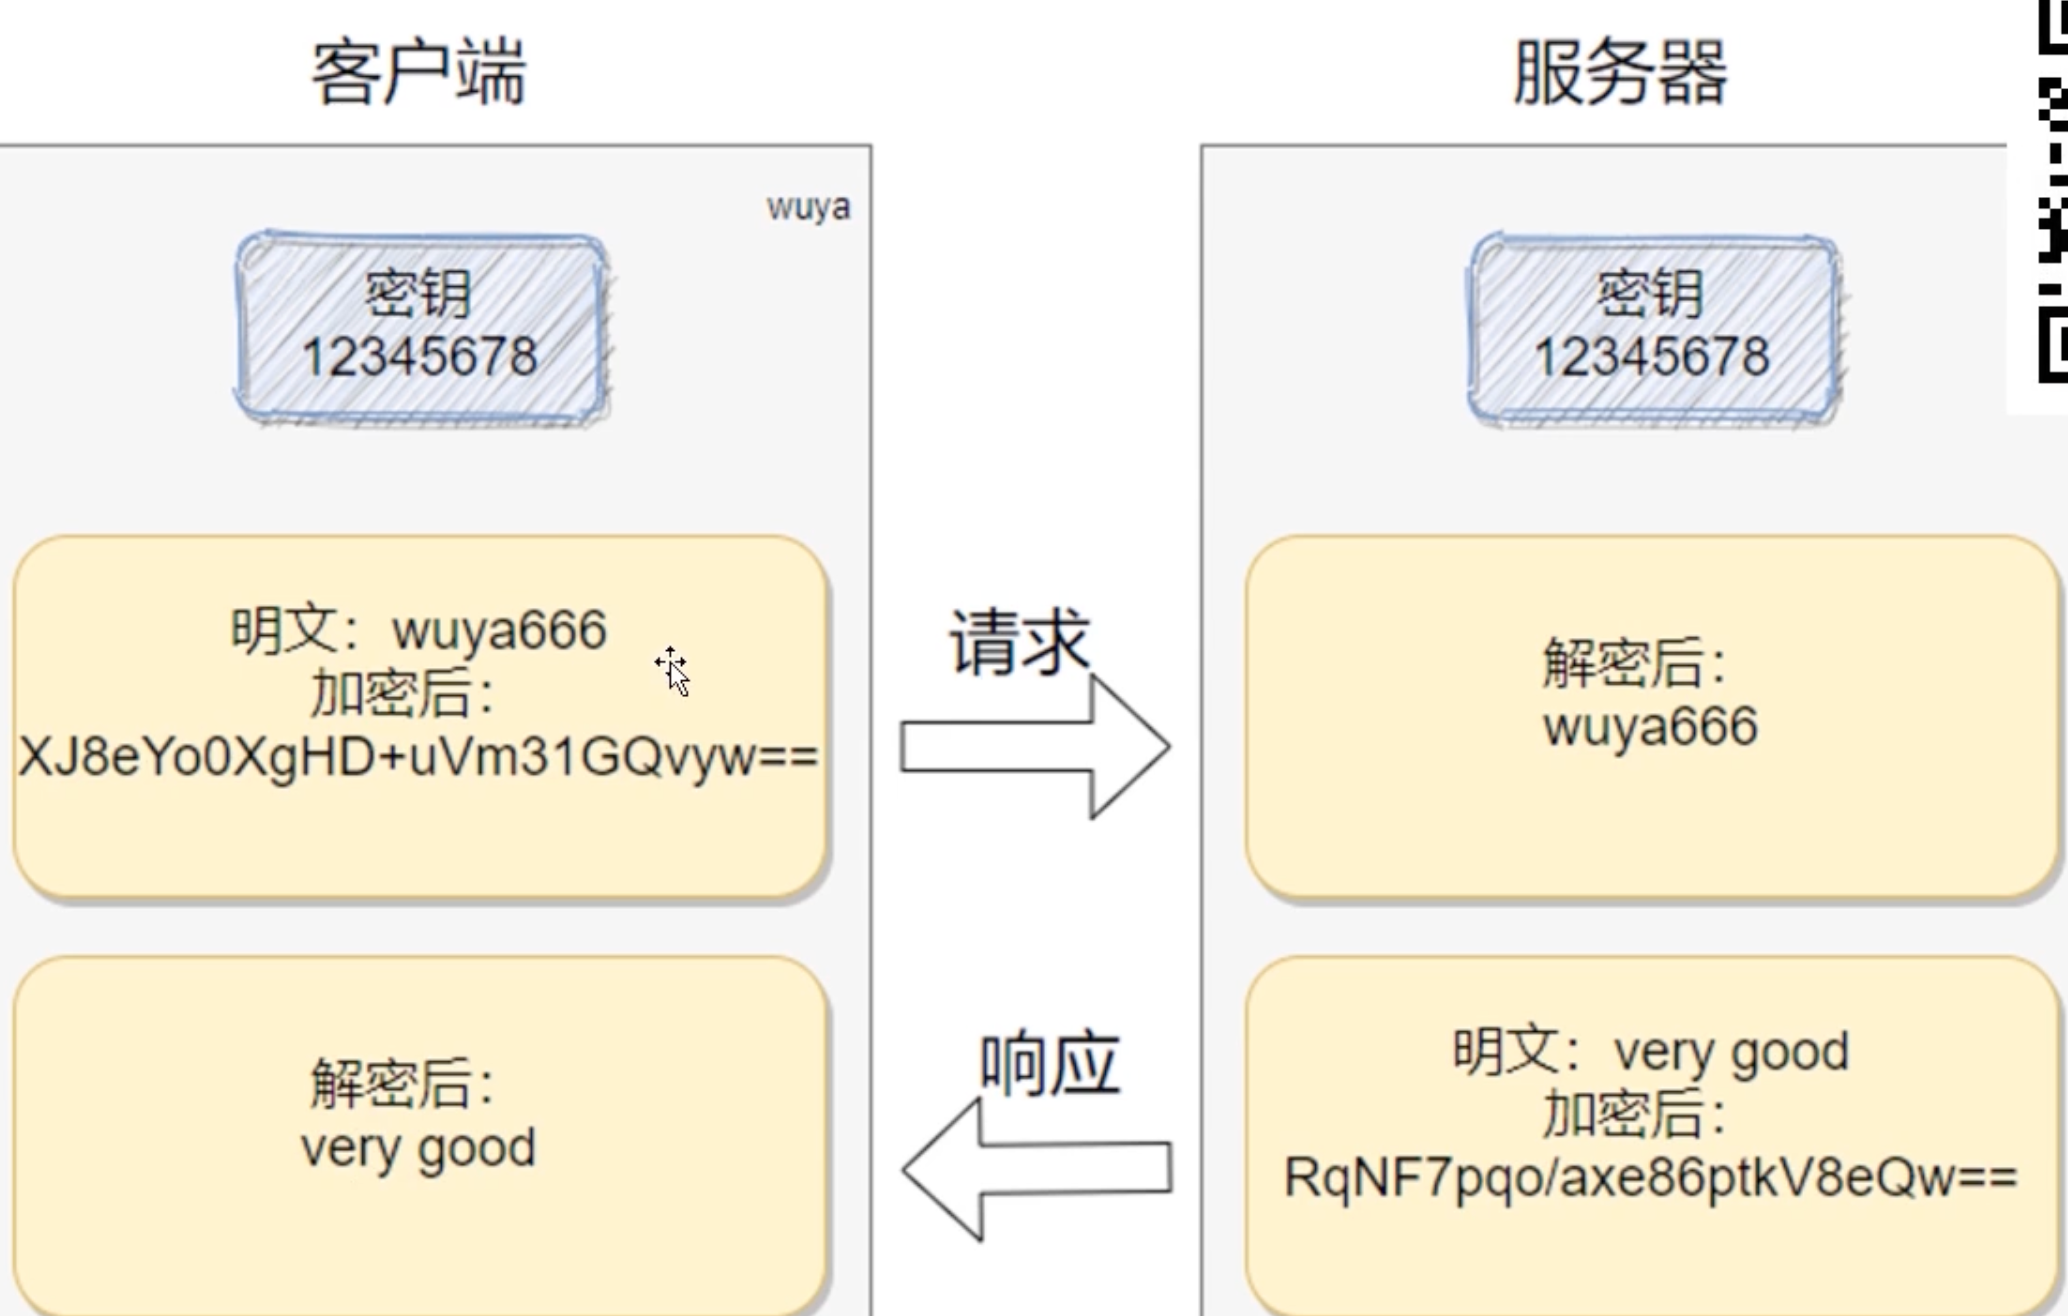 客户端
服务器
wuya
密钥
12345678
密钥
12345678
明文：wuya666
加密后：
XJ8eYo0XgHD+uVm31GQvyw==
请求
解密后：
wuya666
解密后：
very good
响应
明文：very good
加密后：
RqNF7pqo/axe86ptkV8eQw==